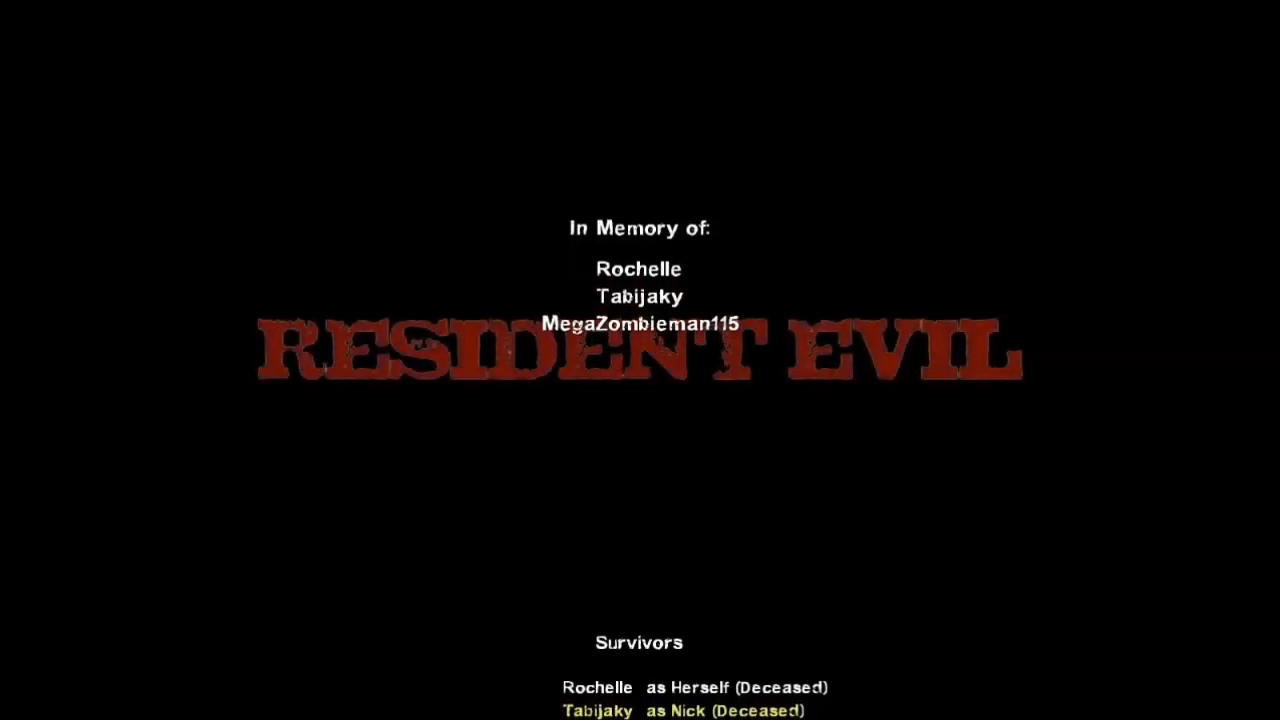 In Memory of:
Rochelle
Tabijaky
MegaZombieman115
RESIDENT EVIL
Survivors
Rochelle as Herself (Deceased)
Tabijaky as Nick (Deceased)